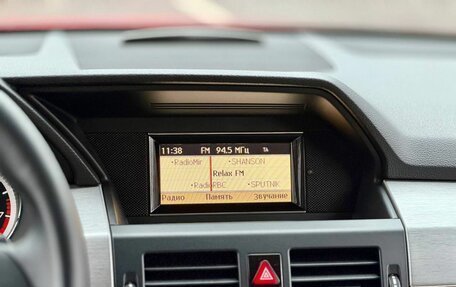 11:38 FM 94.5 МГц TA
•RadioMir •SHANSON
Relax FM
•RadioRBC •SPUTNIK
Радио Память Звучание